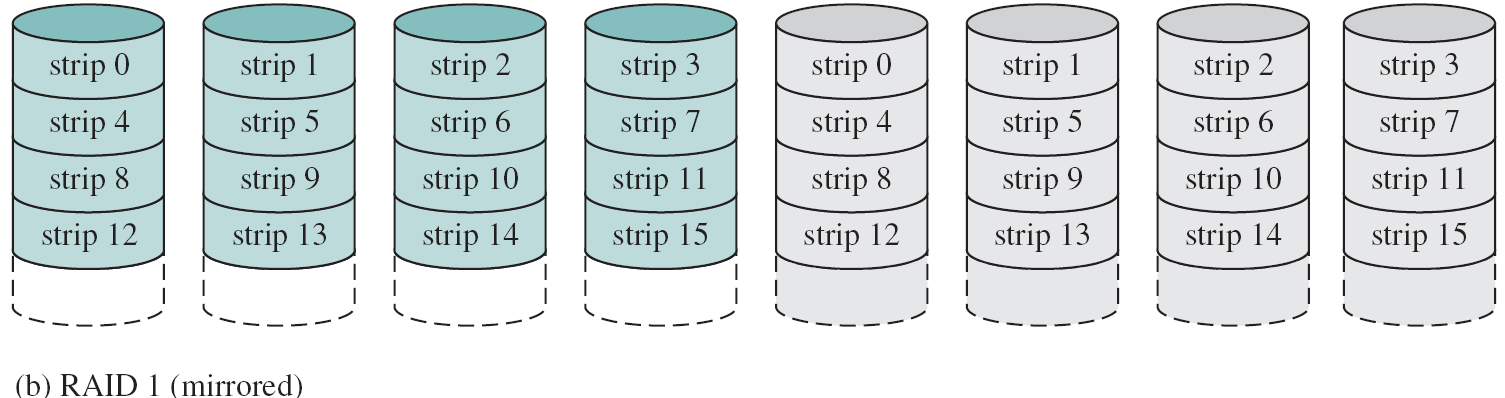 strip 0 strip 1 strip 2 strip 3 strip 0 strip 1 strip 2 strip 3
strip 4 strip 5 strip 6 strip 7 strip 4 strip 5 strip 6 strip 7
strip 8 strip 9 strip 10 strip 11 strip 8 strip 9 strip 10 strip 11
strip 12 strip 13 strip 14 strip 15 strip 12 strip 13 strip 14 strip 15
(b) RAID 1 (mirrored)